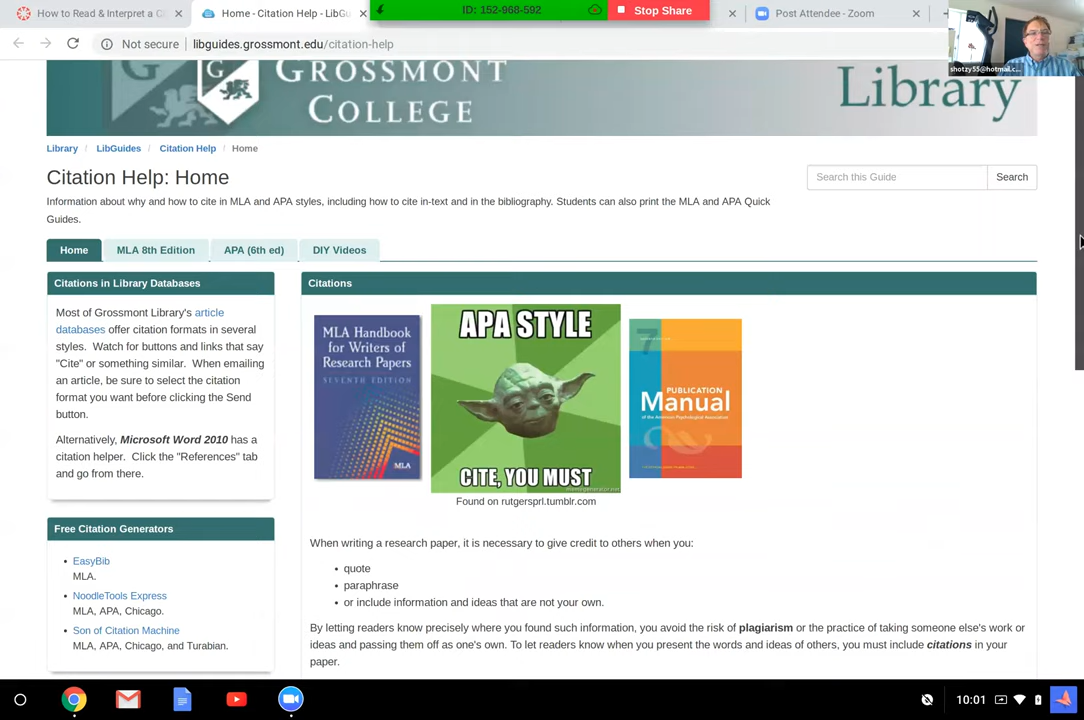 How to Read & Interpret a C
Home - Citation Help - LibGu
ID: 152-968-592
Stop Share
Post Attendee - Zoom
Not secure
libguides.grossmont.edu/citation-help
shotzy55@hotmail.c...
G G GROSSMONT
COLLEGE
Library
Library / LibGuides / Citation Help / Home
Citation Help: Home
Search this Guide
Search
Information about why and how to cite in MLA and APA styles, including how to cite in-text and in the bibliography. Students can also print the MLA and APA Quick
Guides.
Home
MLA 8th Edition
APA (6th ed)
DIY Videos
Citations in Library Databases
Most of Grossmont Library's article
databases offer citation formats in several
styles. Watch for buttons and links that say
"Cite" or something similar. When emailing
an article, be sure to select the citation
format you want before clicking the Send
button.
Alternatively, Microsoft Word 2010 has a
citation helper. Click the "References" tab
and go from there.
Free Citation Generators
• EasyBib
MLA.
• NoodleTools Express
MLA, APA, Chicago.
• Son of Citation Machine
MLA, APA, Chicago, and Turabian.
Citations
MLA Handbook
for Writers of
Research Papers
SEVENTH EDITION
MLA
APA STYLE
CITE, YOU MUST
7
PUBLICATION
Manual
of the American Psychological Association
Found on rutgersprl.tumblr.com
When writing a research paper, it is necessary to give credit to others when you:
• quote
• paraphrase
• or include information and ideas that are not your own.
By letting readers know precisely where you found such information, you avoid the risk of plagiarism or the practice of taking someone else's work or
ideas and passing them off as one's own. To let readers know when you present the words and ideas of others, you must include citations in your
paper.
10:01